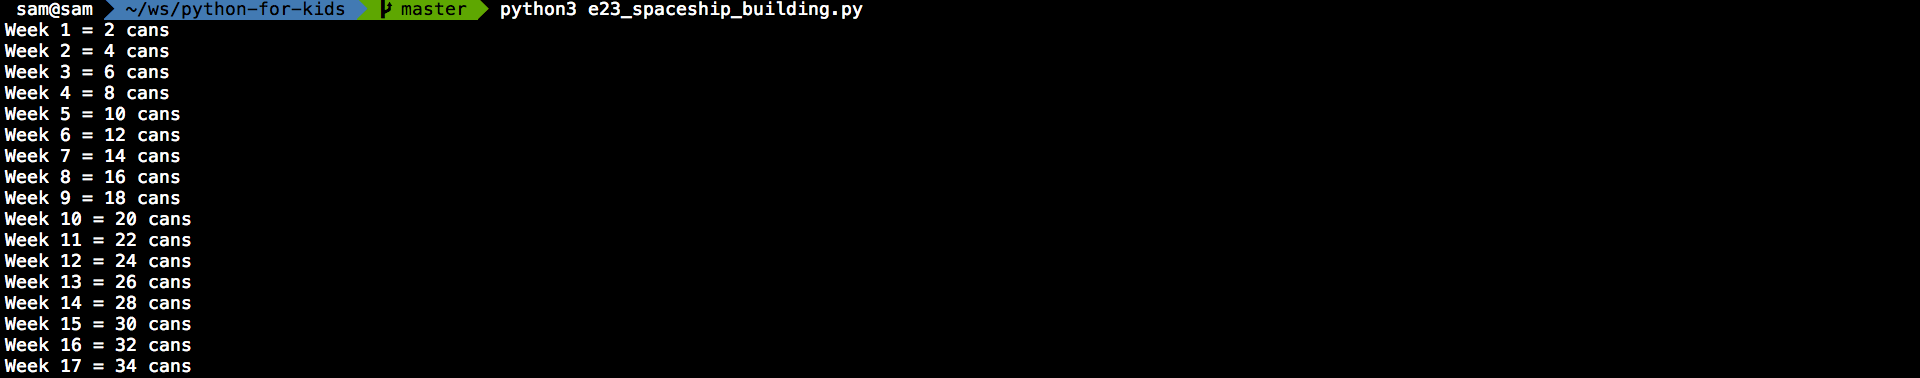 sam@sam ~/ws/python-for-kids master python3 e23_spaceship_building.py
Week 1 = 2 cans
Week 2 = 4 cans
Week 3 = 6 cans
Week 4 = 8 cans
Week 5 = 10 cans
Week 6 = 12 cans
Week 7 = 14 cans
Week 8 = 16 cans
Week 9 = 18 cans
Week 10 = 20 cans
Week 11 = 22 cans
Week 12 = 24 cans
Week 13 = 26 cans
Week 14 = 28 cans
Week 15 = 30 cans
Week 16 = 32 cans
Week 17 = 34 cans